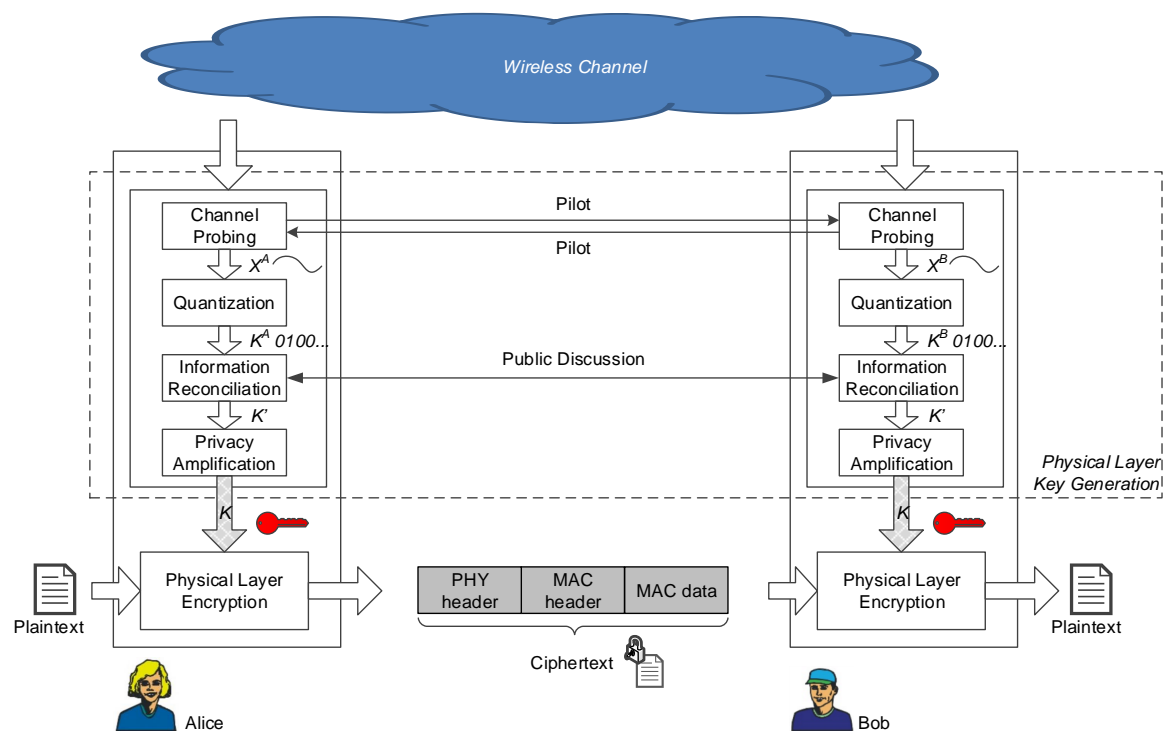 Wireless Channel
Channel
Probing
Pilot
Pilot
Channel
Probing
X^A
X^B
Quantization
Quantization
K^A 0100...
K^B 0100...
Information
Reconciliation
Public Discussion
Information
Reconciliation
K'
K'
Privacy
Amplification
Privacy
Amplification
Physical Layer
Key Generation
K
K
Plaintext
Physical Layer
Encryption
PHY
header
MAC
header
MAC data
Ciphertext
Physical Layer
Encryption
Plaintext
Alice
Bob